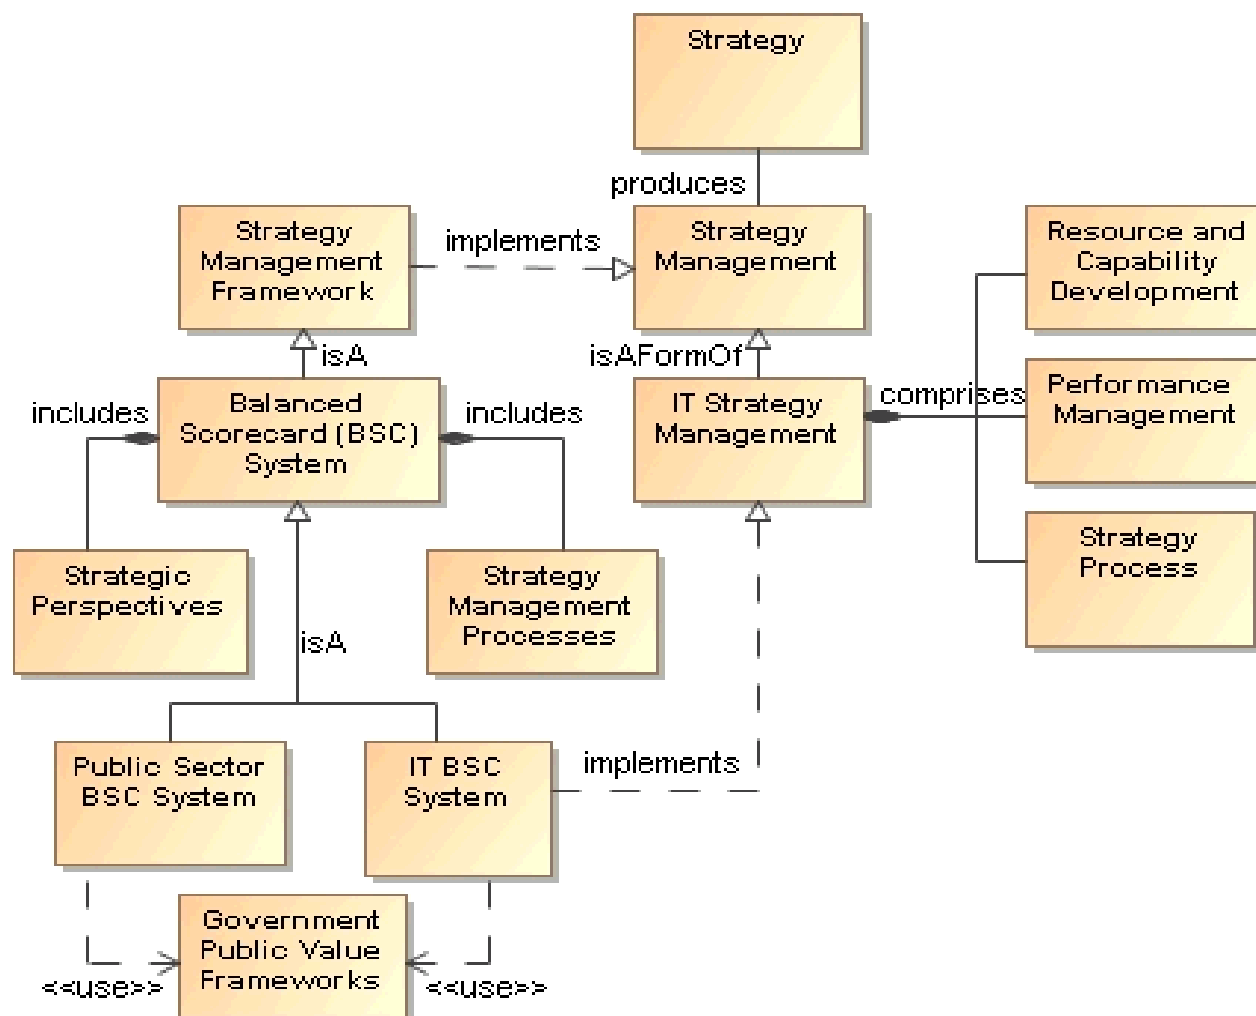 Strategy
produces
Strategy
Management
Framework
implements
Strategy
Management
Resource and
Capability
Development
isA
isAFormOf
includes
Balanced
Scorecard (BSC)
System
includes
IT Strategy
Management
comprises
Performance
Management
Strategic
Perspectives
Strategy
Management
Processes
Strategy
Process
isA
Public Sector
BSC System
IT BSC
System
implements
Government
Public Value
Frameworks
<<use>>
<<use>>